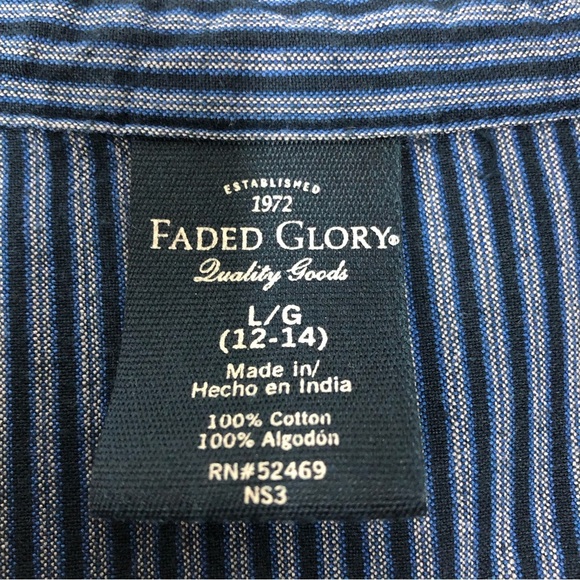 ESTABLISHED
1972
FADED GLORY®
Quality Goods
L/G
(12-14)
Made in/
Hecho en India
100% Cotton
100% Algodón
RN#52469
NS3